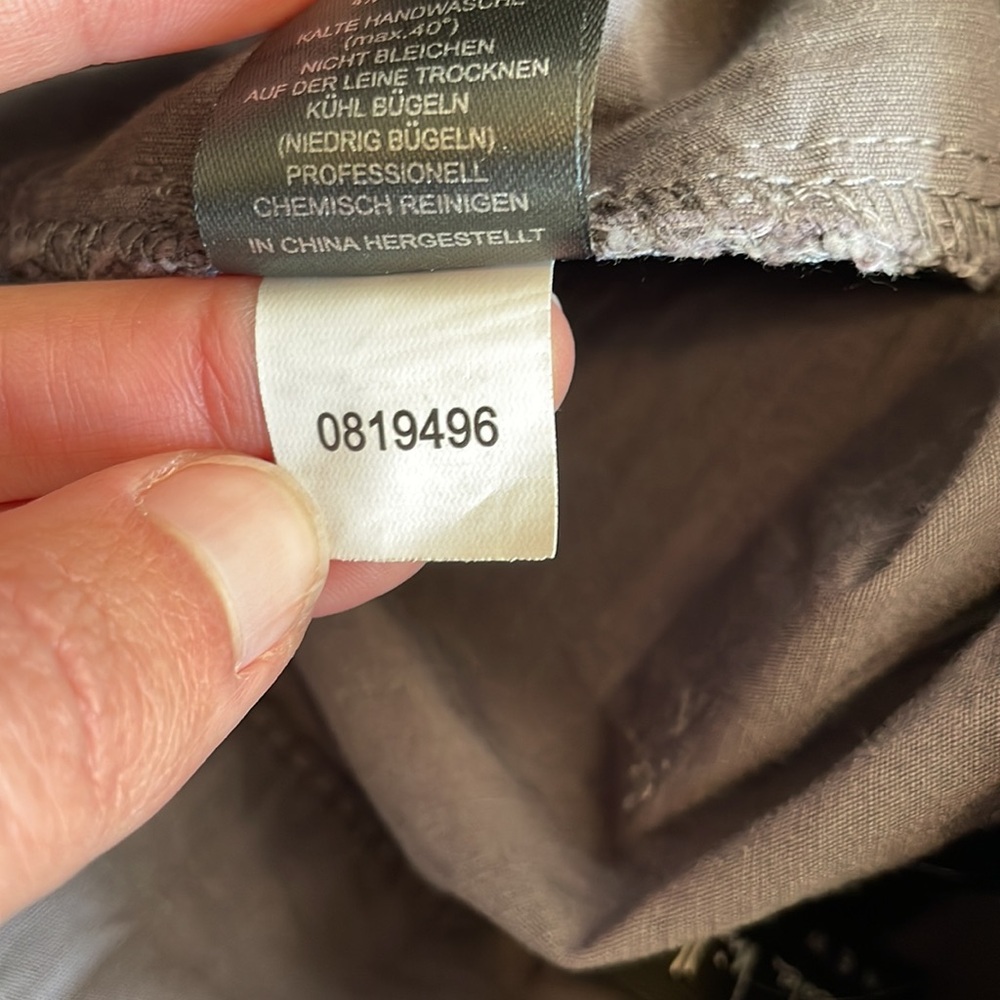 KALTE HANDWÄSCHE
(max.40°)
NICHT BLEICHEN
AUF DER LEINE TROCKNEN
KÜHL BÜGELN
(NIEDRIG BÜGELN)
PROFESSIONELL
CHEMISCH REINIGEN
IN CHINA HERGESTELLT
0819496